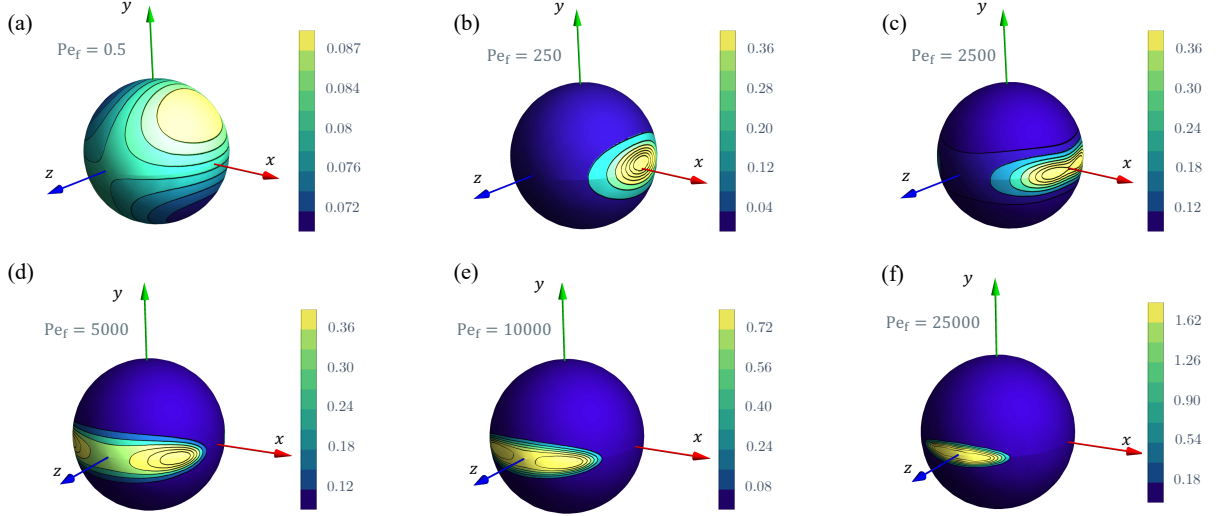 (a)
Pe_f = 0.5
y
x
z
0.087
0.084
0.08
0.076
0.072
(b)
Pe_f = 250
y
x
z
0.36
0.28
0.20
0.12
0.04
(c)
Pe_f = 2500
y
x
z
0.36
0.30
0.24
0.18
0.12
(d)
Pe_f = 5000
y
x
z
0.36
0.30
0.24
0.18
0.12
(e)
Pe_f = 10000
y
x
z
0.72
0.56
0.40
0.24
0.08
(f)
Pe_f = 25000
y
x
z
1.62
1.26
0.90
0.54
0.18